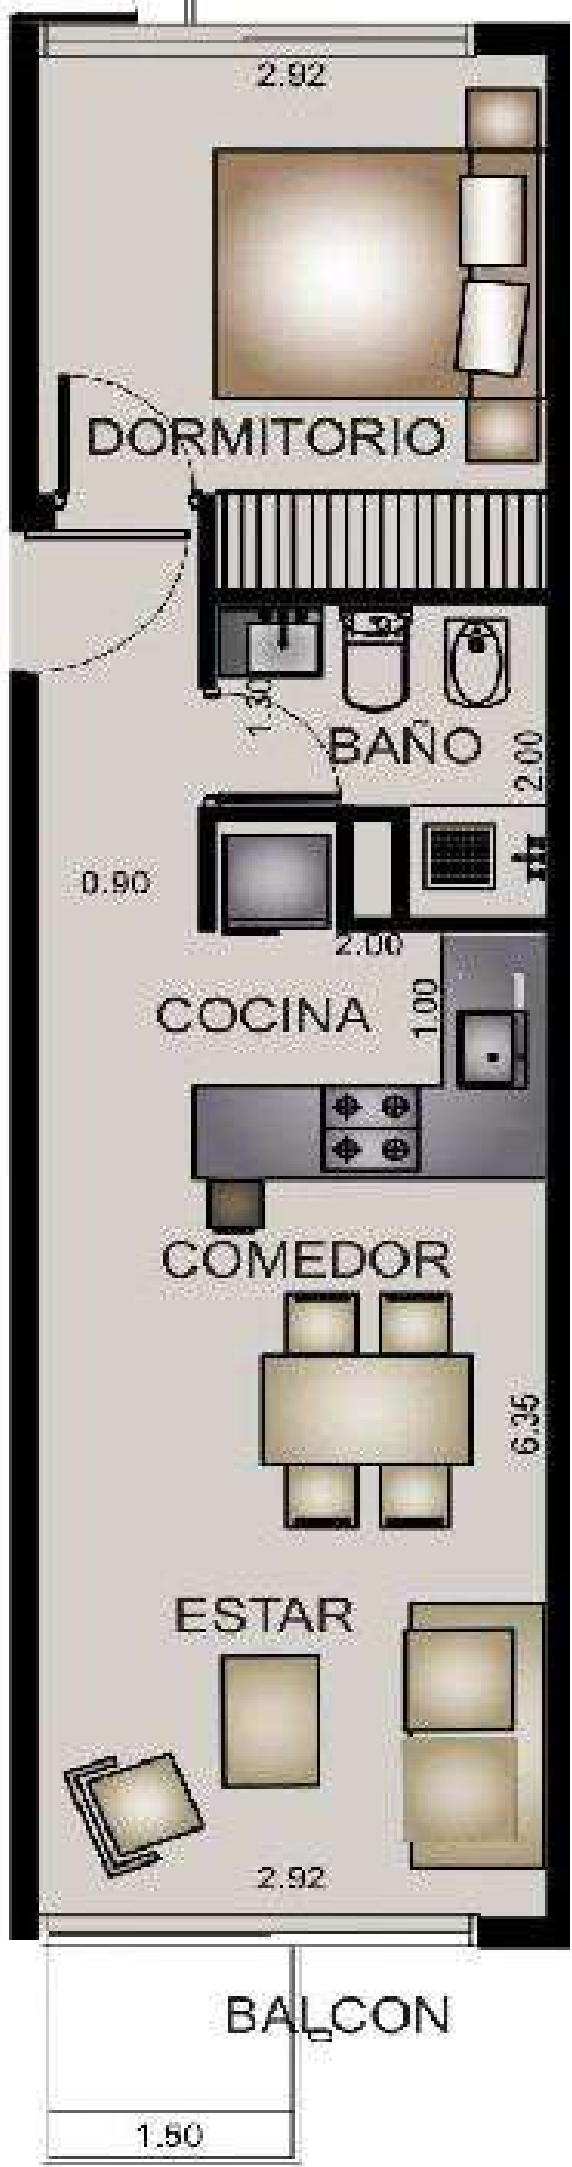 2.92
DORMITORIO
1.30
BAÑO
2.00
0.90
2.00
COCINA
1.00
COMEDOR
6.35
ESTAR
2.92
BALCON
1.50